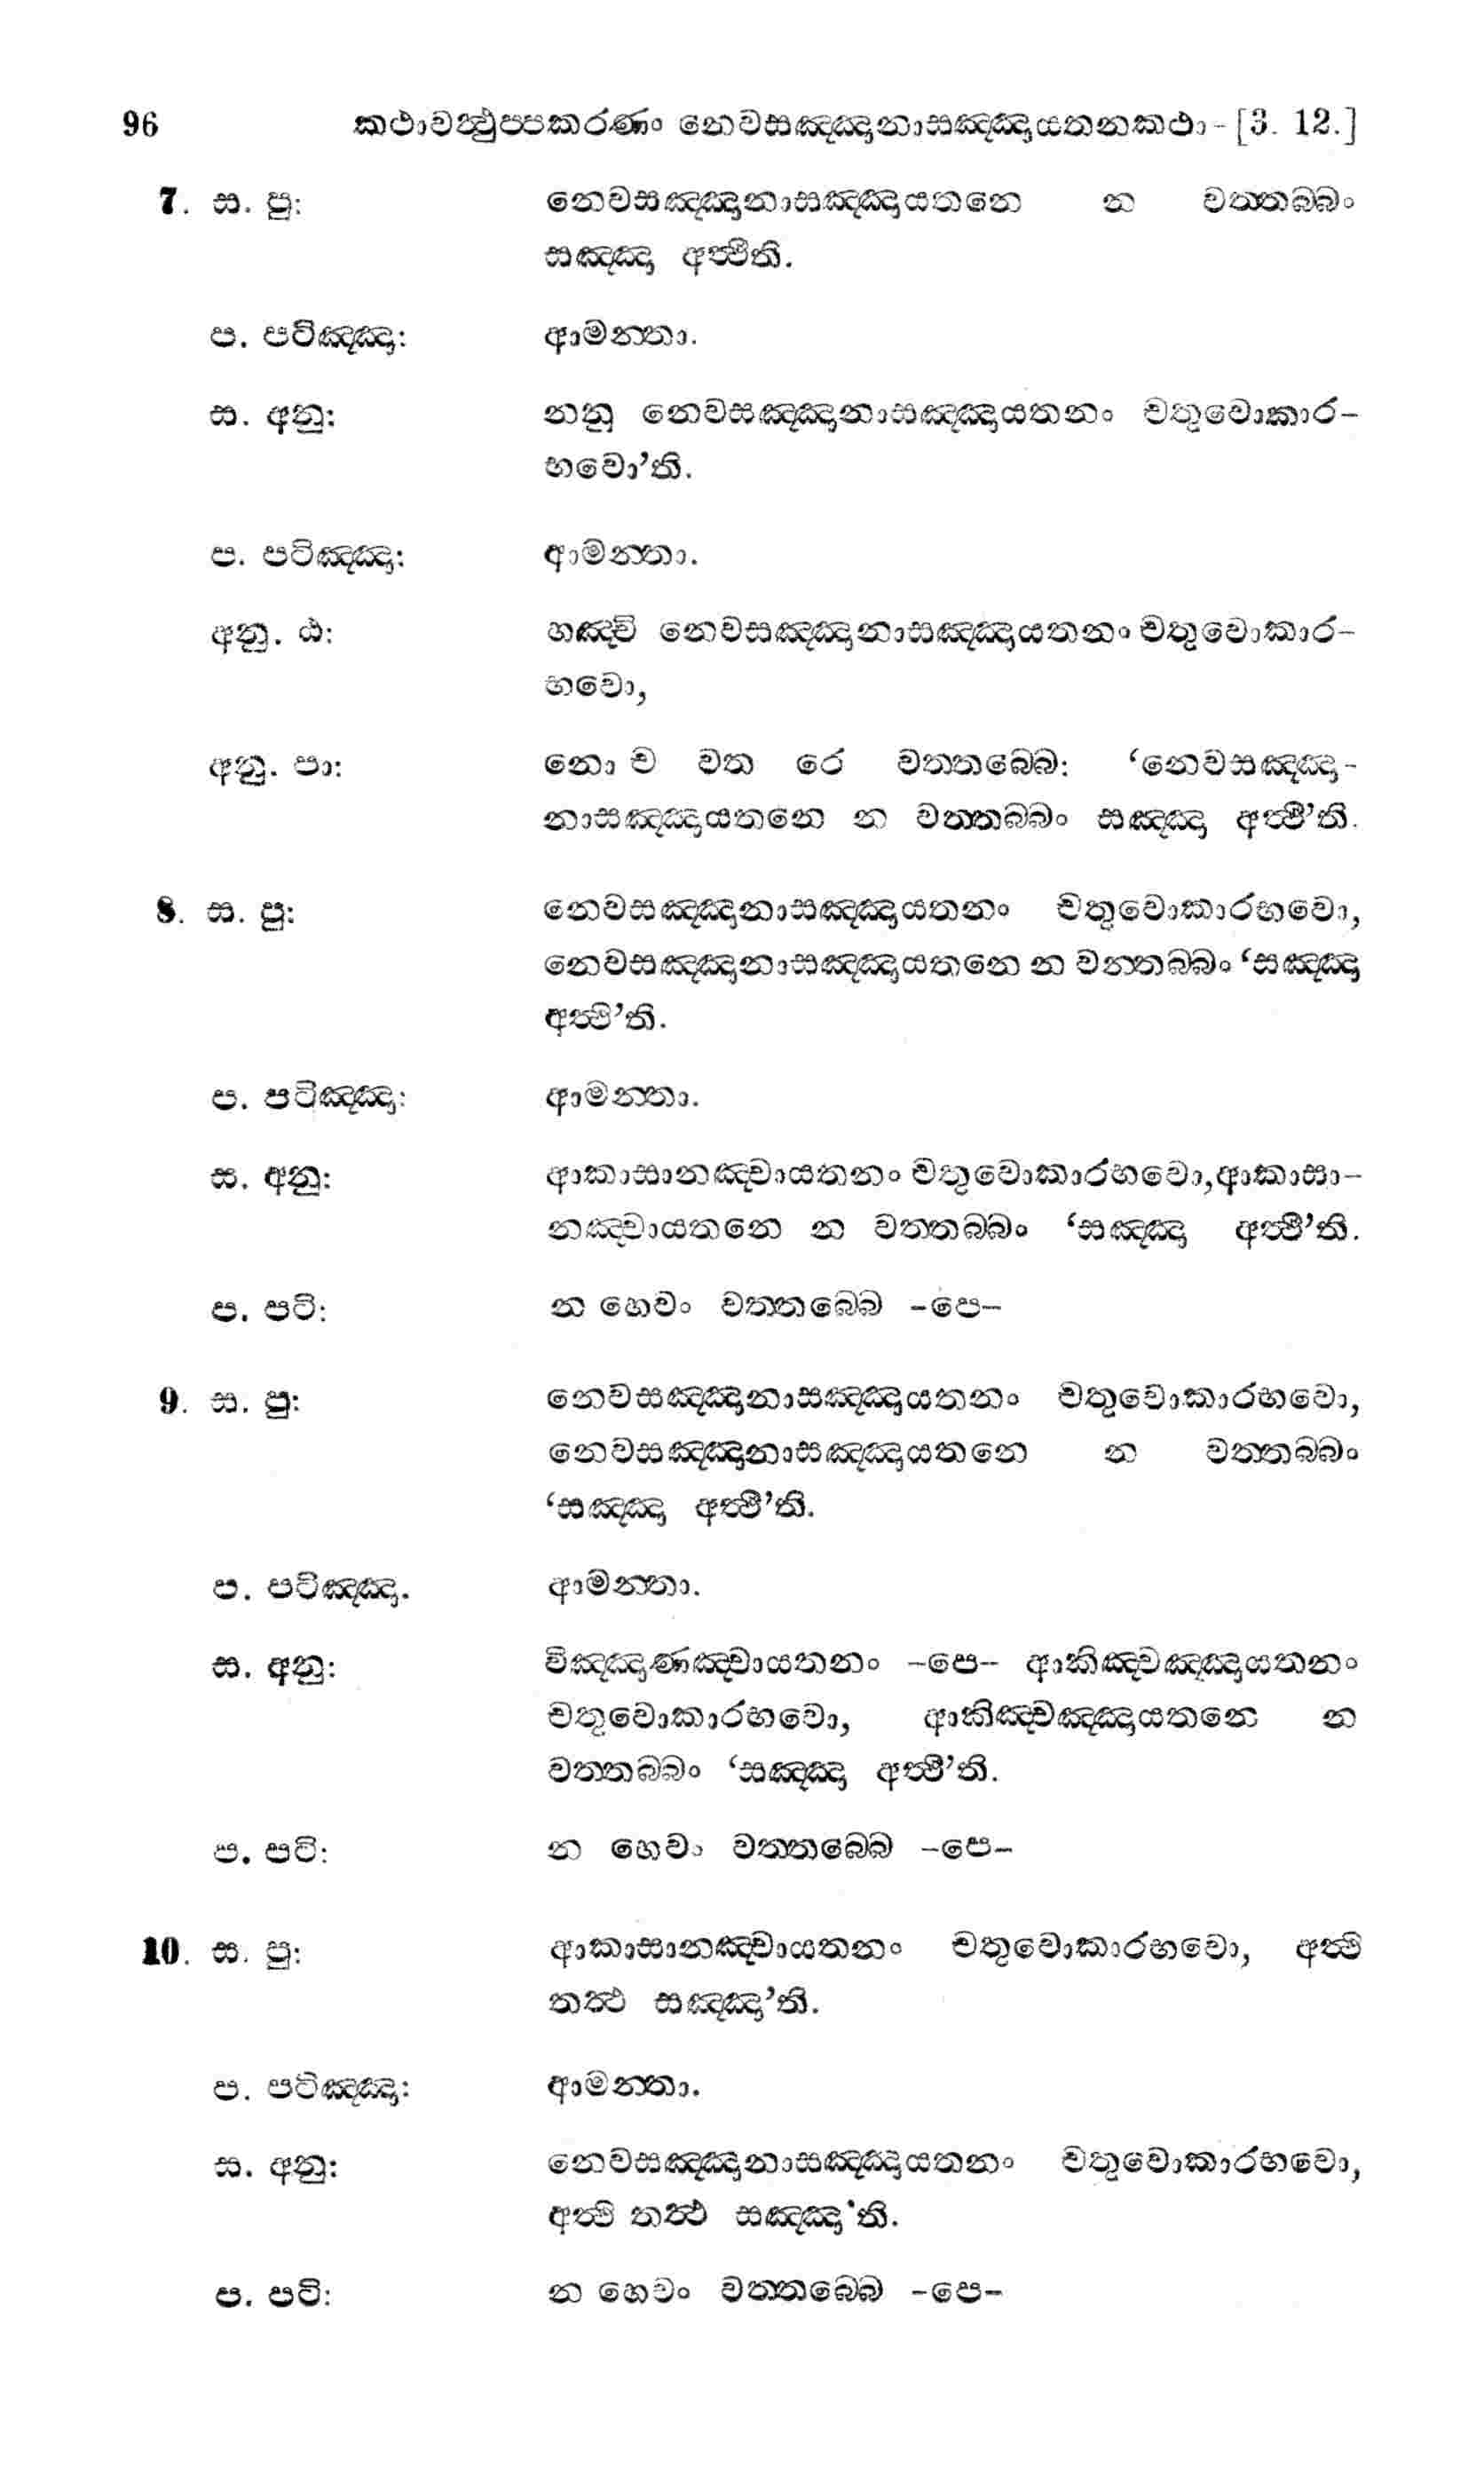 96 කථාවත්ථුප්පකරණං නෙවසඤ්ඤානාසඤ්ඤායතනකථා - [3. 12.]
7. ස. පු: නෙවසඤ්ඤානාසඤ්ඤායතනෙ න වත්තබ්බං
සඤ්ඤා අත්ථීති.
ප. පටිඤ්ඤා: ආමන්තා.
ස. අනු: නනු නෙවසඤ්ඤානාසඤ්ඤායතනං චතුවොකාර-
භවො’ති.
ප. පටිඤ්ඤා: ආමන්තා.
අනු. ඨ: හඤ්චි නෙවසඤ්ඤානාසඤ්ඤායතනං චතුවොකාර-
භවො,
අනු. පා: නො ච වත රෙ වත්තබ්බෙ: ‘නෙවසඤ්ඤා-
නාසඤ්ඤායතනෙ න වත්තබ්බං සඤ්ඤා අත්ථී’ති.
8. ස. පු: නෙවසඤ්ඤානාසඤ්ඤායතනං චතුවොකාරභවො,
නෙවසඤ්ඤානාසඤ්ඤායතනෙ න වත්තබ්බං ‘සඤ්ඤා
අත්ථි’ති.
ප. පටිඤ්ඤා: ආමන්තා.
ස. අනු: ආකාසානඤ්චායතනං චතුවොකාරභවො,ආකාසා-
නඤ්චායතනෙ න වත්තබ්බං ‘සඤ්ඤා අත්ථී’ති.
ප. පටි: න හෙවං වත්තබ්බෙ -පෙ-
9. ස. පු: නෙවසඤ්ඤානාසඤ්ඤායතනං චතුවොකාරභවො,
නෙවසඤ්ඤානාසඤ්ඤායතනෙ න වත්තබ්බං
‘සඤ්ඤා අත්ථී’ති.
ප. පටිඤ්ඤා. ආමන්තා.
ස. අනු: විඤ්ඤාණඤ්චායතනං -පෙ- ආකිඤ්චඤ්ඤායතනං
චතුවොකාරභවො, ආකිඤ්චඤ්ඤායතනෙ න
වත්තබ්බං ‘සඤ්ඤා අත්ථී’ති.
ප. පටි: න හෙවං වත්තබ්බෙ -පෙ-
10. ස. පු: ආකාසානඤ්චායතනං චතුවොකාරභවො, අත්ථි
තත්ථ සඤ්ඤා’ති.
ප. පටිඤ්ඤා: ආමන්තා.
ස. අනු: නෙවසඤ්ඤානාසඤ්ඤායතනං චතුවොකාරභවො,
අත්ථි තත්ථ සඤ්ඤා‘ති.
ප. පටි: න හෙවං වත්තබ්බෙ -පෙ-